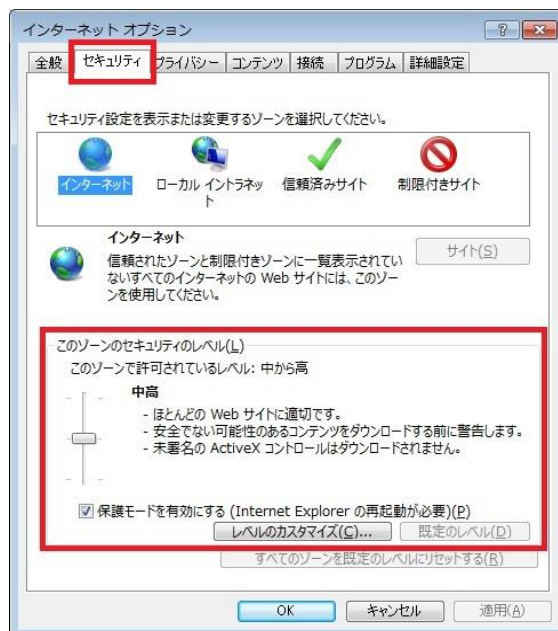 インターネット オプション
全般 セキュリティ プライバシー コンテンツ 接続 プログラム 詳細設定
セキュリティ設定を表示または変更するゾーンを選択してください。
インターネット ローカル イントラネッ 信頼済みサイト 制限付きサイト
ト
インターネット
信頼されたゾーンと制限付きゾーンに一覧表示されてい
ないすべてのインターネットの Web サイトには、このゾー
ンを使用してください。
サイト(S)
このゾーンのセキュリティのレベル(L)
このゾーンで許可されているレベル: 中から高
中高
- ほとんどの Web サイトに適切です。
- 安全でない可能性のあるコンテンツをダウンロードする前に警告します。
- 未署名の ActiveX コントロールはダウンロードされません。
保護モードを有効にする (Internet Explorer の再起動が必要)(P)
レベルのカスタマイズ(C)... 既定のレベル(D)
すべてのゾーンを既定のレベルにリセットする(R)
OK キャンセル 適用(A)